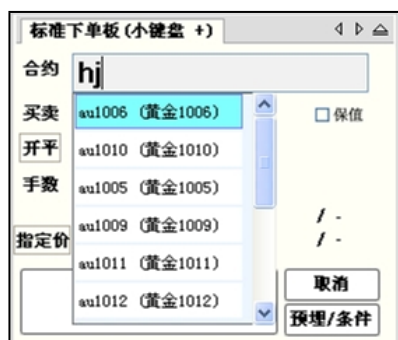 标准下单板(小键盘 +)
合约 hj
买卖 au1006 (黄金1006) 保值
开平 au1010 (黄金1010)
手数 au1005 (黄金1005)
au1009 (黄金1009) / -
指定价 / -
au1011 (黄金1011)
取消
au1012 (黄金1012)
预埋/条件